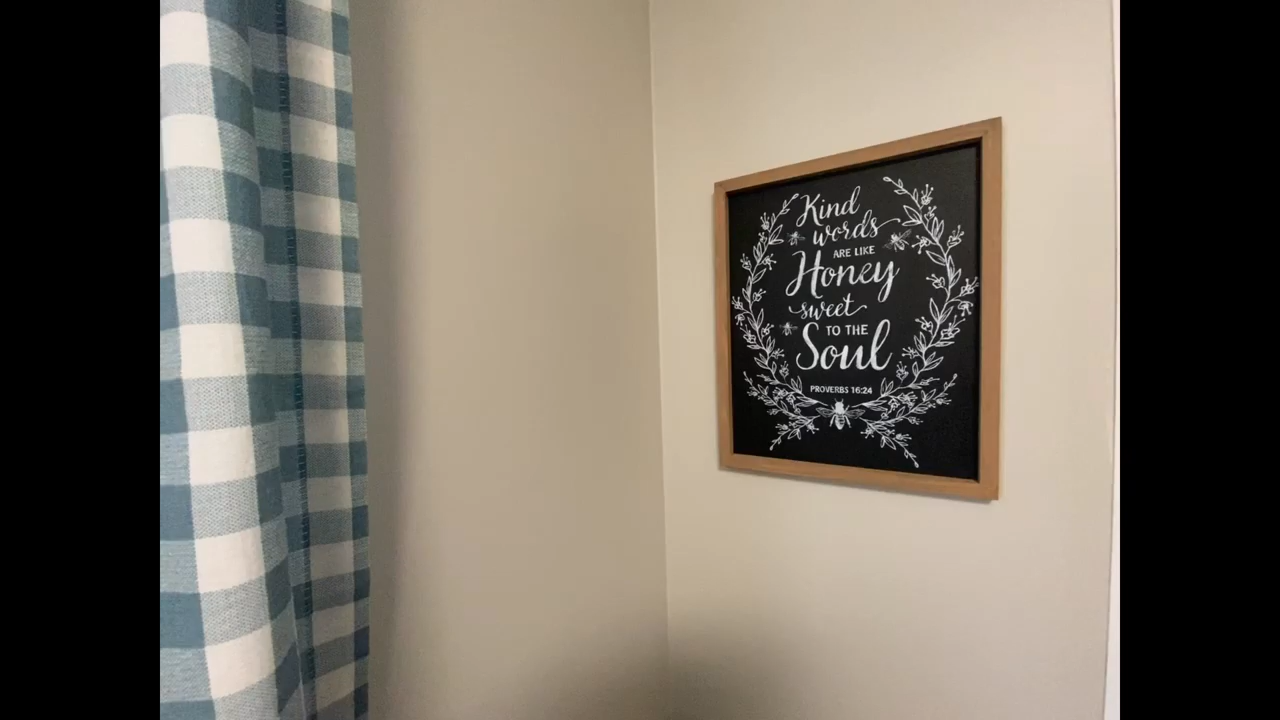 Kind
words
ARE LIKE
Honey
sweet
TO THE
Soul
PROVERBS 16:24